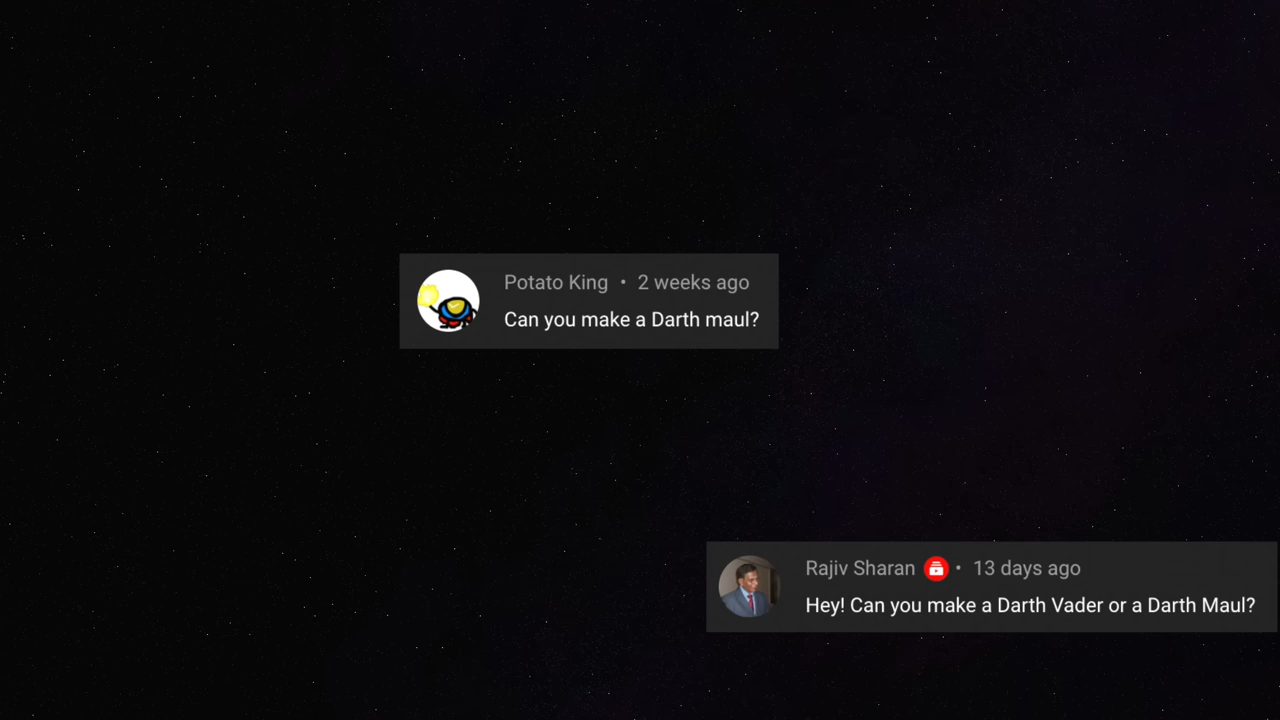 Potato King • 2 weeks ago
Can you make a Darth maul?
Rajiv Sharan • 13 days ago
Hey! Can you make a Darth Vader or a Darth Maul?